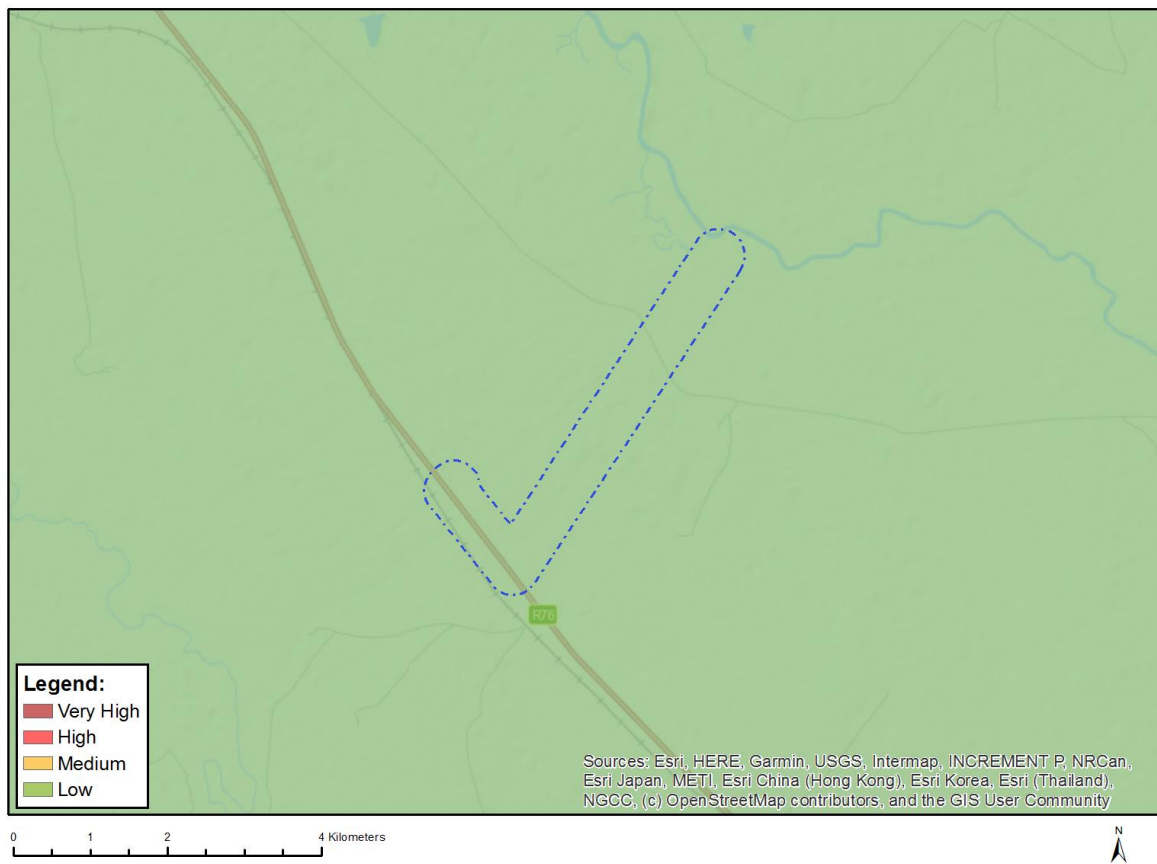 R76
Legend:
Very High
High
Medium
Low
Sources: Esri, HERE, Garmin, USGS, Intermap, INCREMENT P, NRCan,
Esri Japan, METI, Esri China (Hong Kong), Esri Korea, Esri (Thailand),
NGCC, (c) OpenStreetMap contributors, and the GIS User Community
0 1 2 4 Kilometers
N